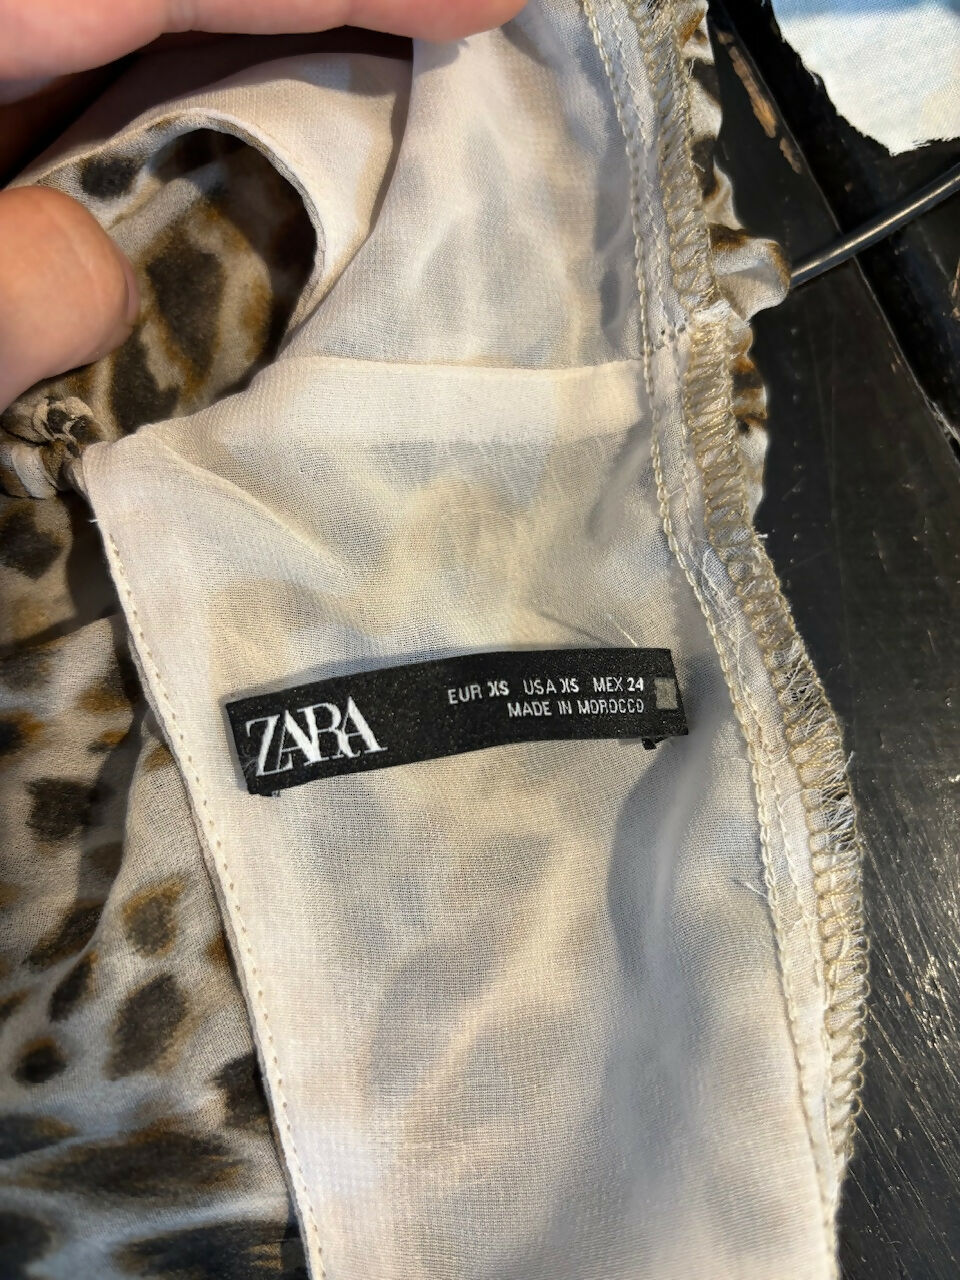 ZARA
EUR XS USA XS MEX 24
MADE IN MOROCCO